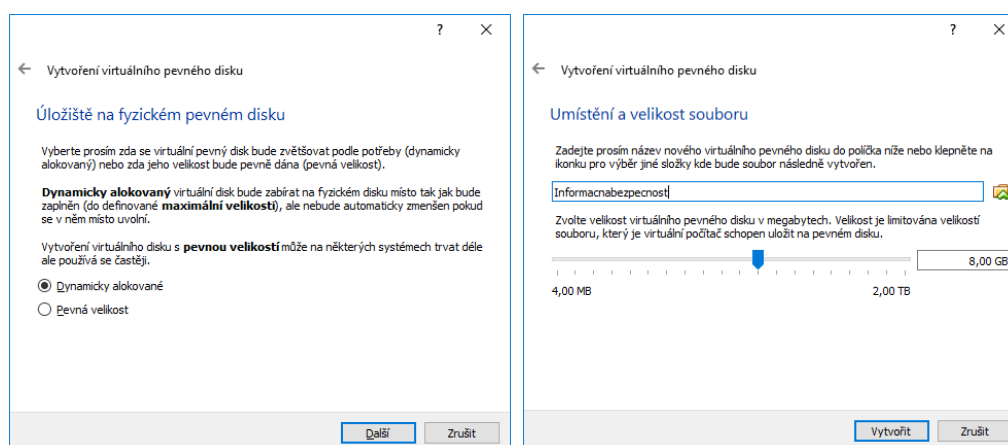 Vytvoření virtuálního pevného disku
Úložiště na fyzickém pevném disku
Vyberte prosím zda se virtuální pevný disk bude zvětšovat podle potřeby (dynamicky
alokovaný) nebo zda jeho velikost bude pevně dána (pevná velikost).
Dynamicky alokovaný virtuální disk bude zabírat na fyzickém disku místo tak jak bude
zaplněn (do definované maximální velikosti), ale nebude automaticky zmenšen pokud
se v něm místo uvolní.
Vytvoření virtuálního disku s pevnou velikostí může na některých systémech trvat déle
ale používá se častěji.
Dynamicky alokované
Pevná velikost
Další Zrušit
Vytvoření virtuálního pevného disku
Umístění a velikost souboru
Zadejte prosím název nového virtuálního pevného disku do políčka níže nebo klepněte na
ikonku pro výběr jiné složky kde bude soubor následně vytvořen.
Informacnabezpecnost
Zvolte velikost virtuálního pevného disku v megabytech. Velikost je limitována velikostí
souboru, který je virtuální počítač schopen uložit na pevném disku.
8,00 GB
4,00 MB 2,00 TB
Vytvořit Zrušit